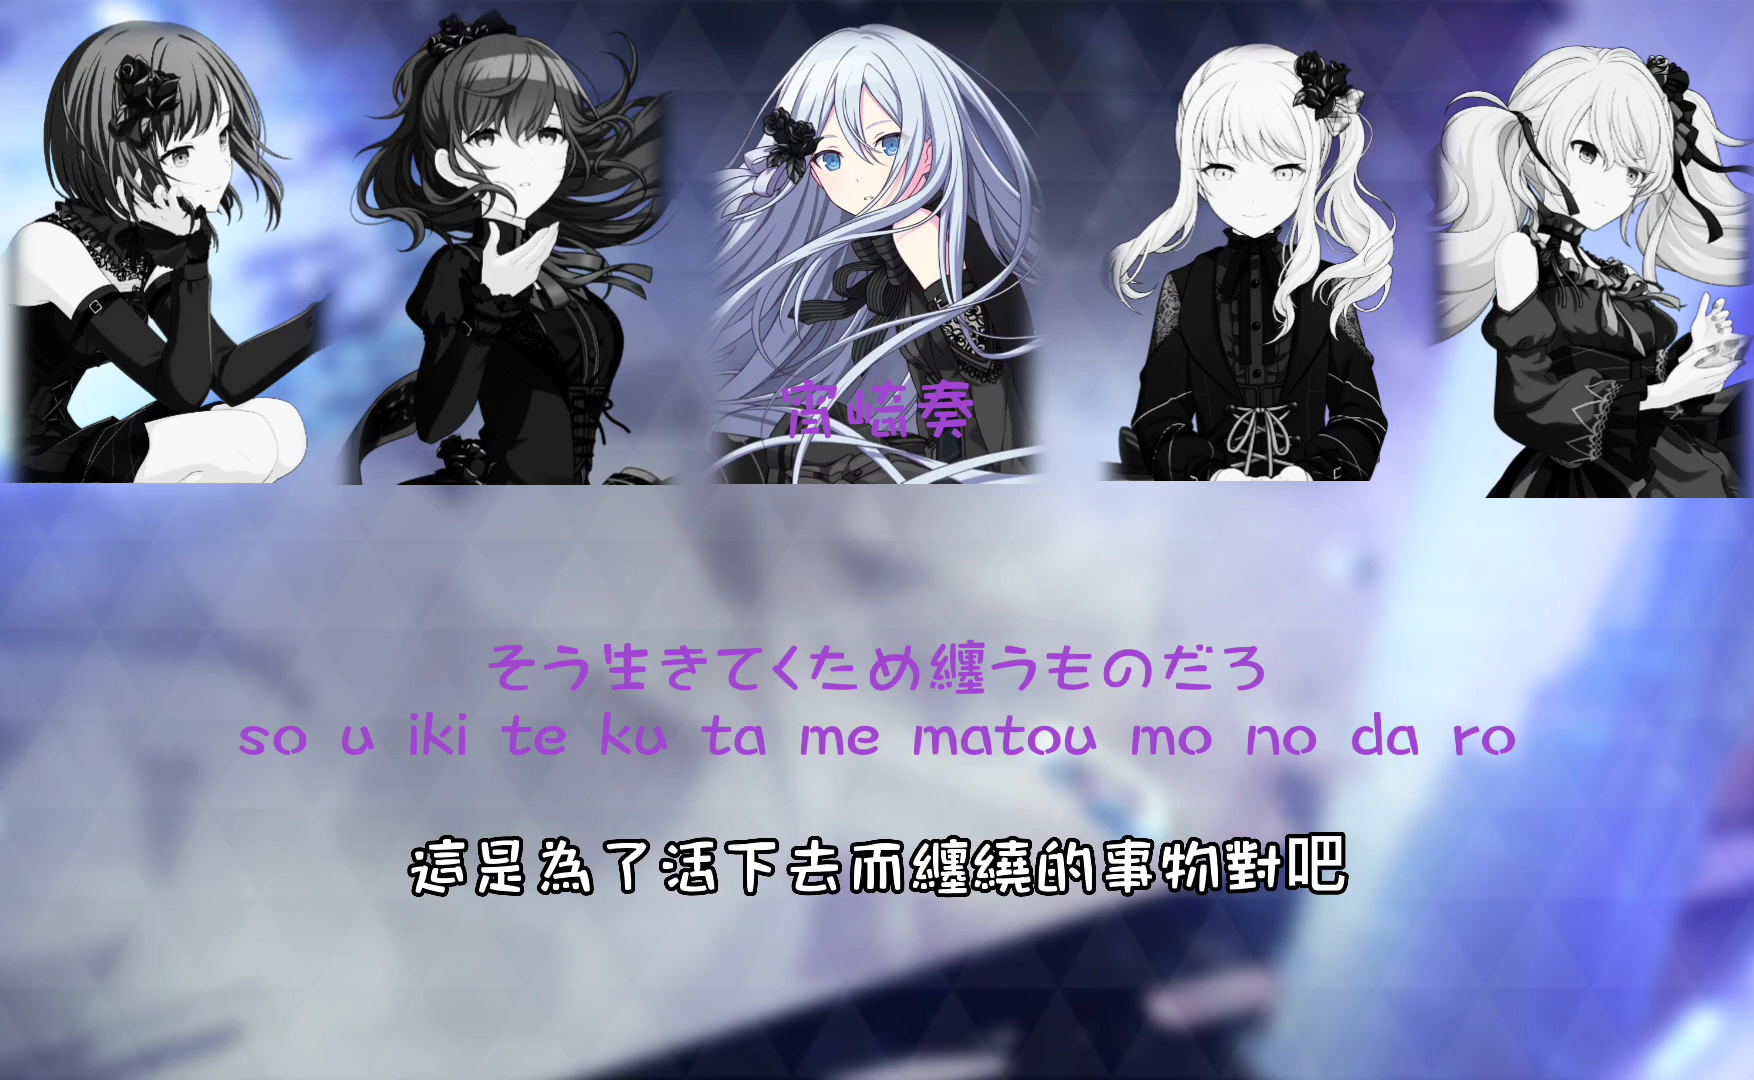 宵崎奏
そう生きてくため纏うものだろ
so u iki te ku ta me matou mo no da ro
這是為了活下去而纏繞的事物對吧